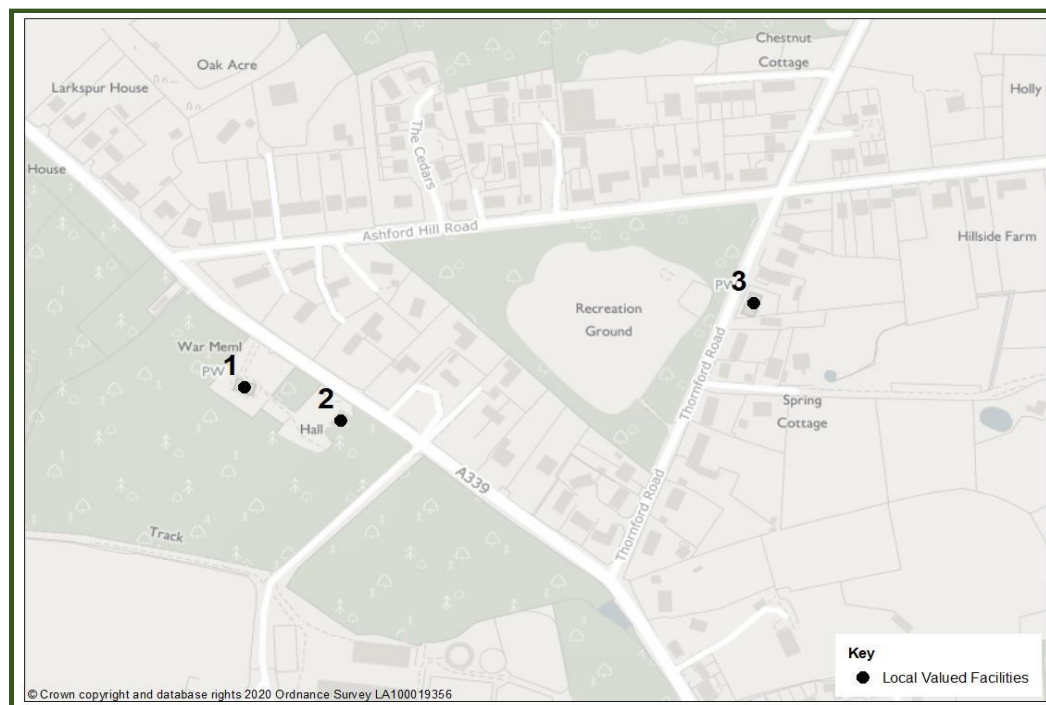 Chestnut
Cottage
Oak Acre
Larkspur House
Holly
The Cedars
House
Ashford Hill Road
Hillside Farm
3
PW
Recreation
Ground
War Meml
PW
1
2
Hall
Thornford Road
Spring
Cottage
A339
Thornford Road
Track
Key
Local Valued Facilities
© Crown copyright and database rights 2020 Ordnance Survey LA100019356